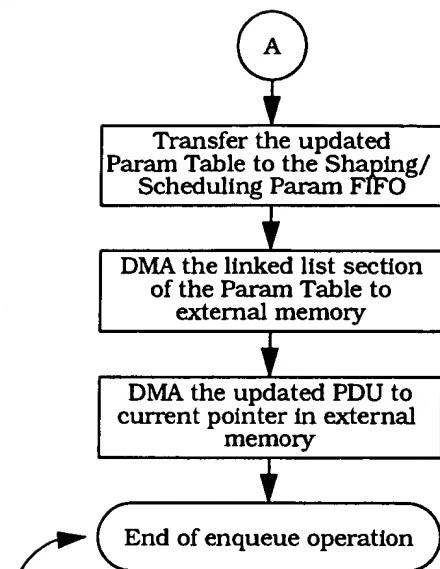 A
Transfer the updated
Param Table to the Shaping/
Scheduling Param FIFO
DMA the linked list section
of the Param Table to
external memory
DMA the updated PDU to
current pointer in external
memory
End of enqueue operation